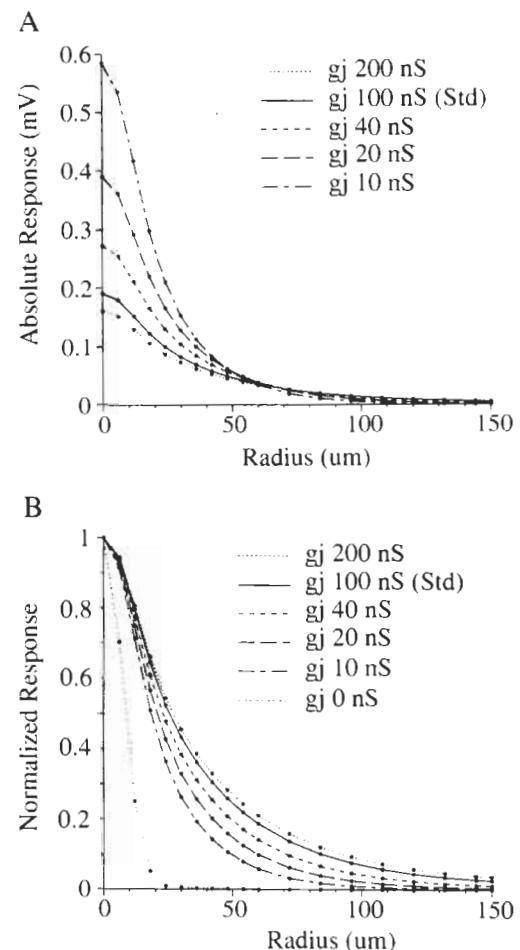 A
0.6
0.5
0.4
0.3
0.2
0.1
0
Absolute Response (mV)
gj 200 nS
gj 100 nS (Std)
gj 40 nS
gj 20 nS
gj 10 nS
0
50
100
150
Radius (um)
B
1
0.8
0.6
0.4
0.2
0
Normalized Response
gj 200 nS
gj 100 nS (Std)
gj 40 nS
gj 20 nS
gj 10 nS
gj 0 nS
0
50
100
150
Radius (um)